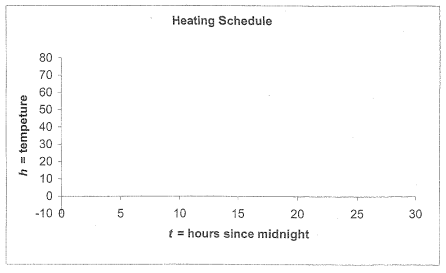 Heating Schedule
80
70
60
50
40
30
20
10
0
-10
h = tempeture
0 5 10 15 20 25 30
t = hours since midnight